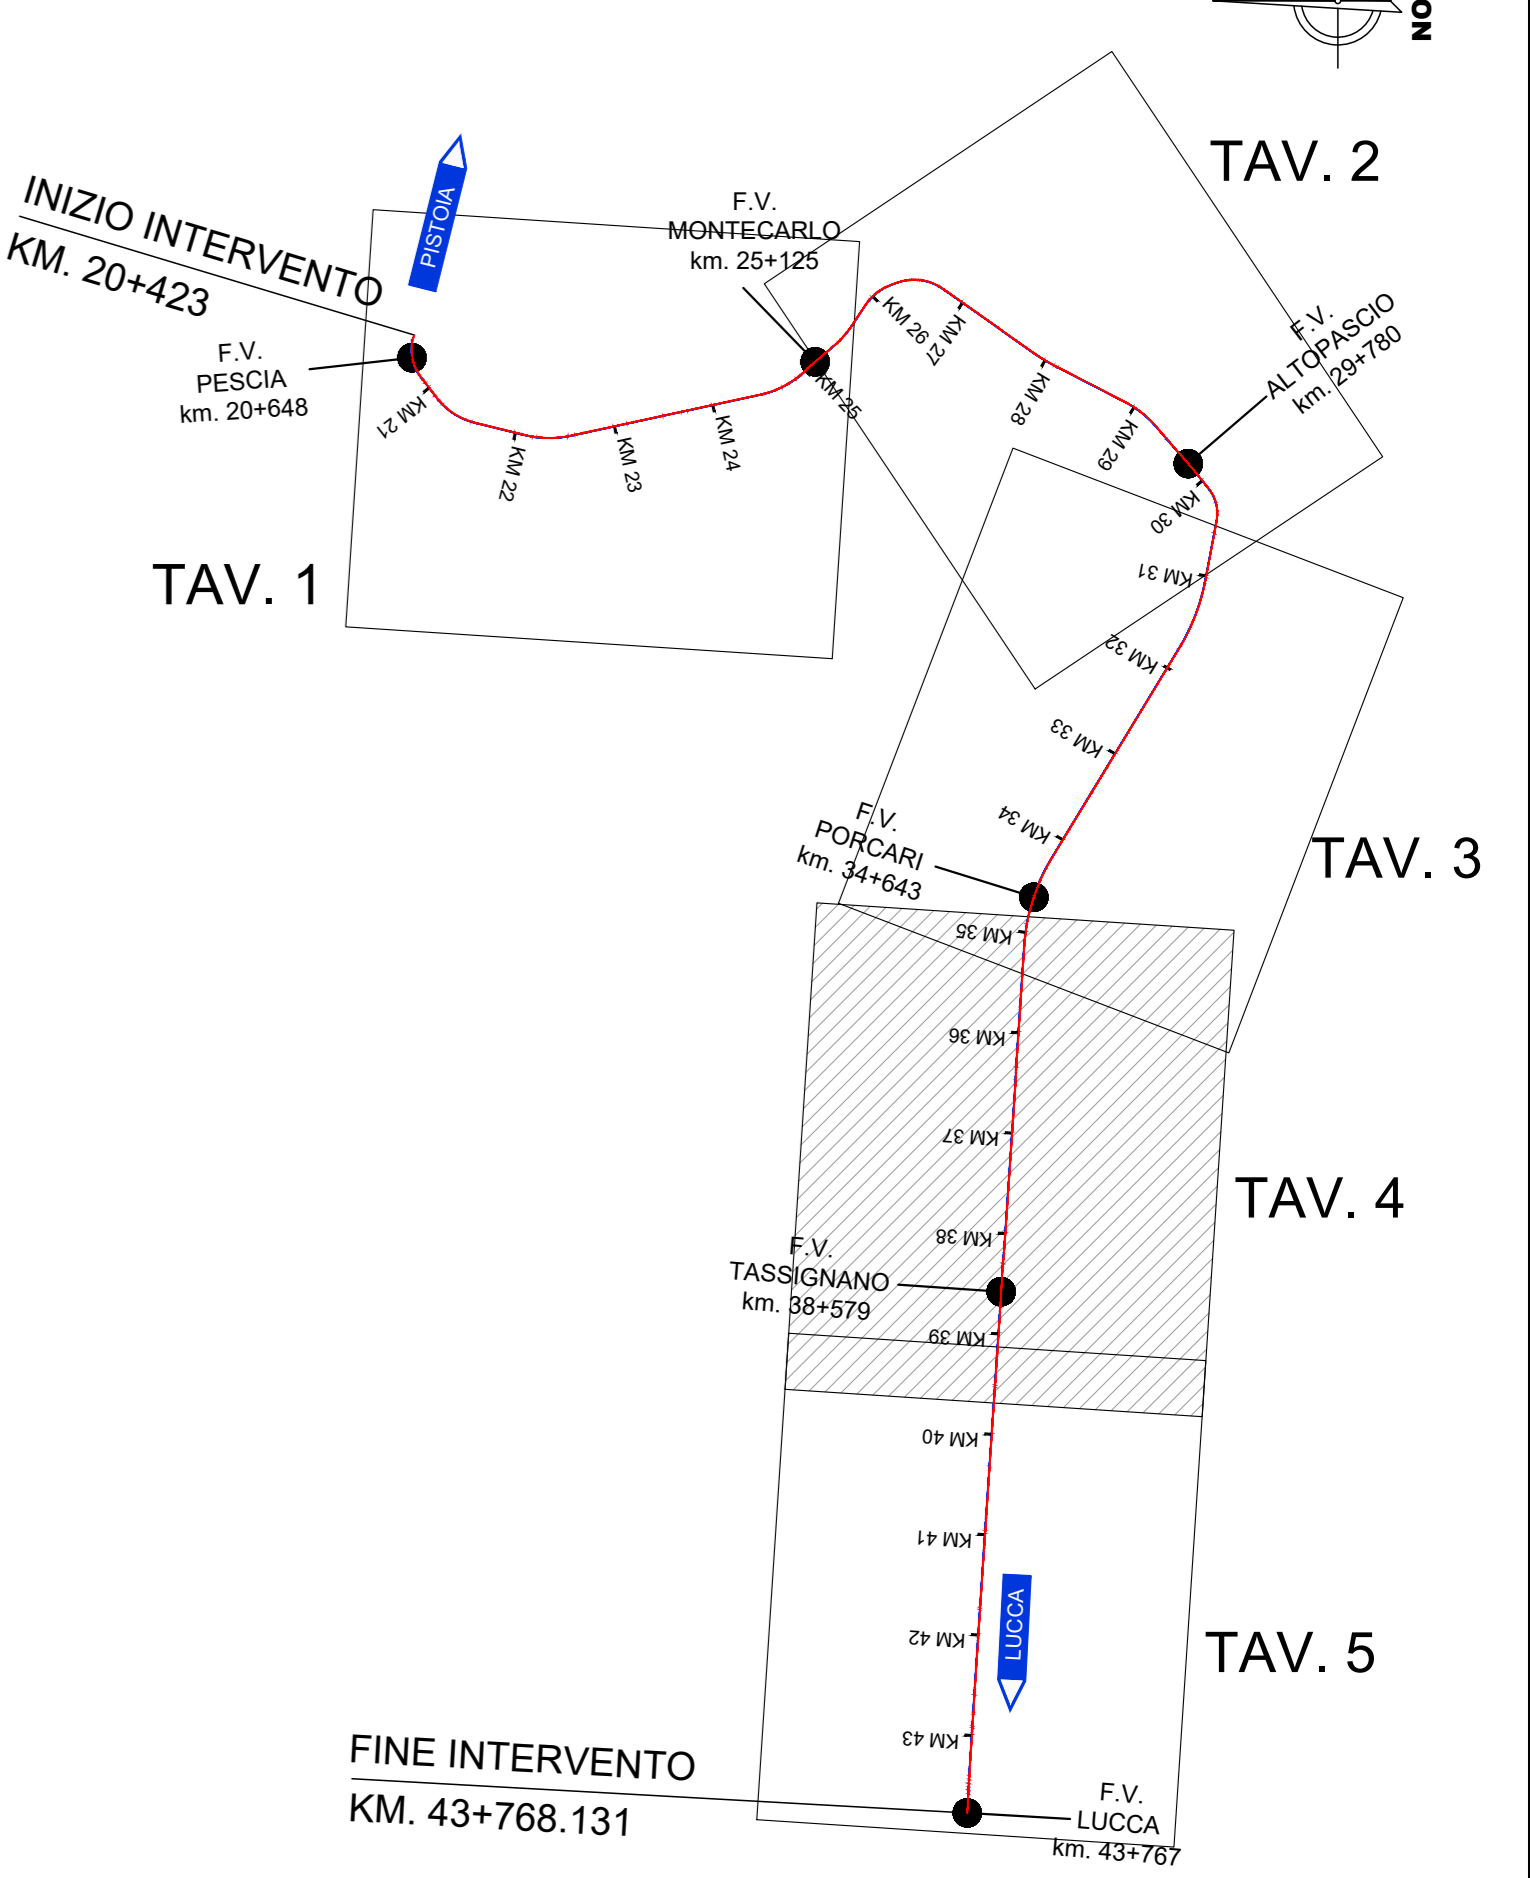 NO
TAV. 2
INIZIO INTERVENTO
KM. 20+423
PISTOIA
F.V.
MONTECARLO
km. 25+125
F.V.
PESCIA
km. 20+648
KM 21
KM 22
KM 23
KM 24
KM 25
KM 26
KM 27
KM 28
KM 29
F.V.
ALTOPASCIO
km. 29+780
KM 30
KM 31
TAV. 1
KM 32
KM 33
KM 34
F.V.
PORCARI
km. 34+643
TAV. 3
KM 35
KM 36
KM 37
TAV. 4
KM 38
F.V.
TASSIGNANO
km. 38+579
KM 39
KM 40
KM 41
LUCCA
KM 42
TAV. 5
KM 43
FINE INTERVENTO
KM. 43+768.131
F.V.
LUCCA
km. 43+767